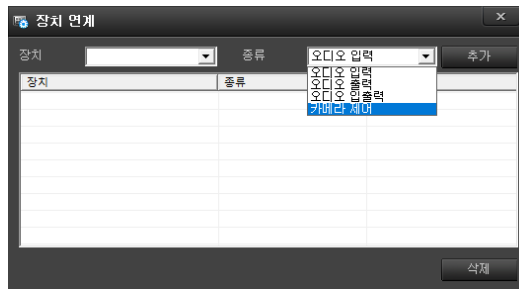 장치 연계
장치 종류 오디오 입력 추가
장치 종류
오디오 입력
오디오 출력
오디오 입출력
카메라 제어
삭제